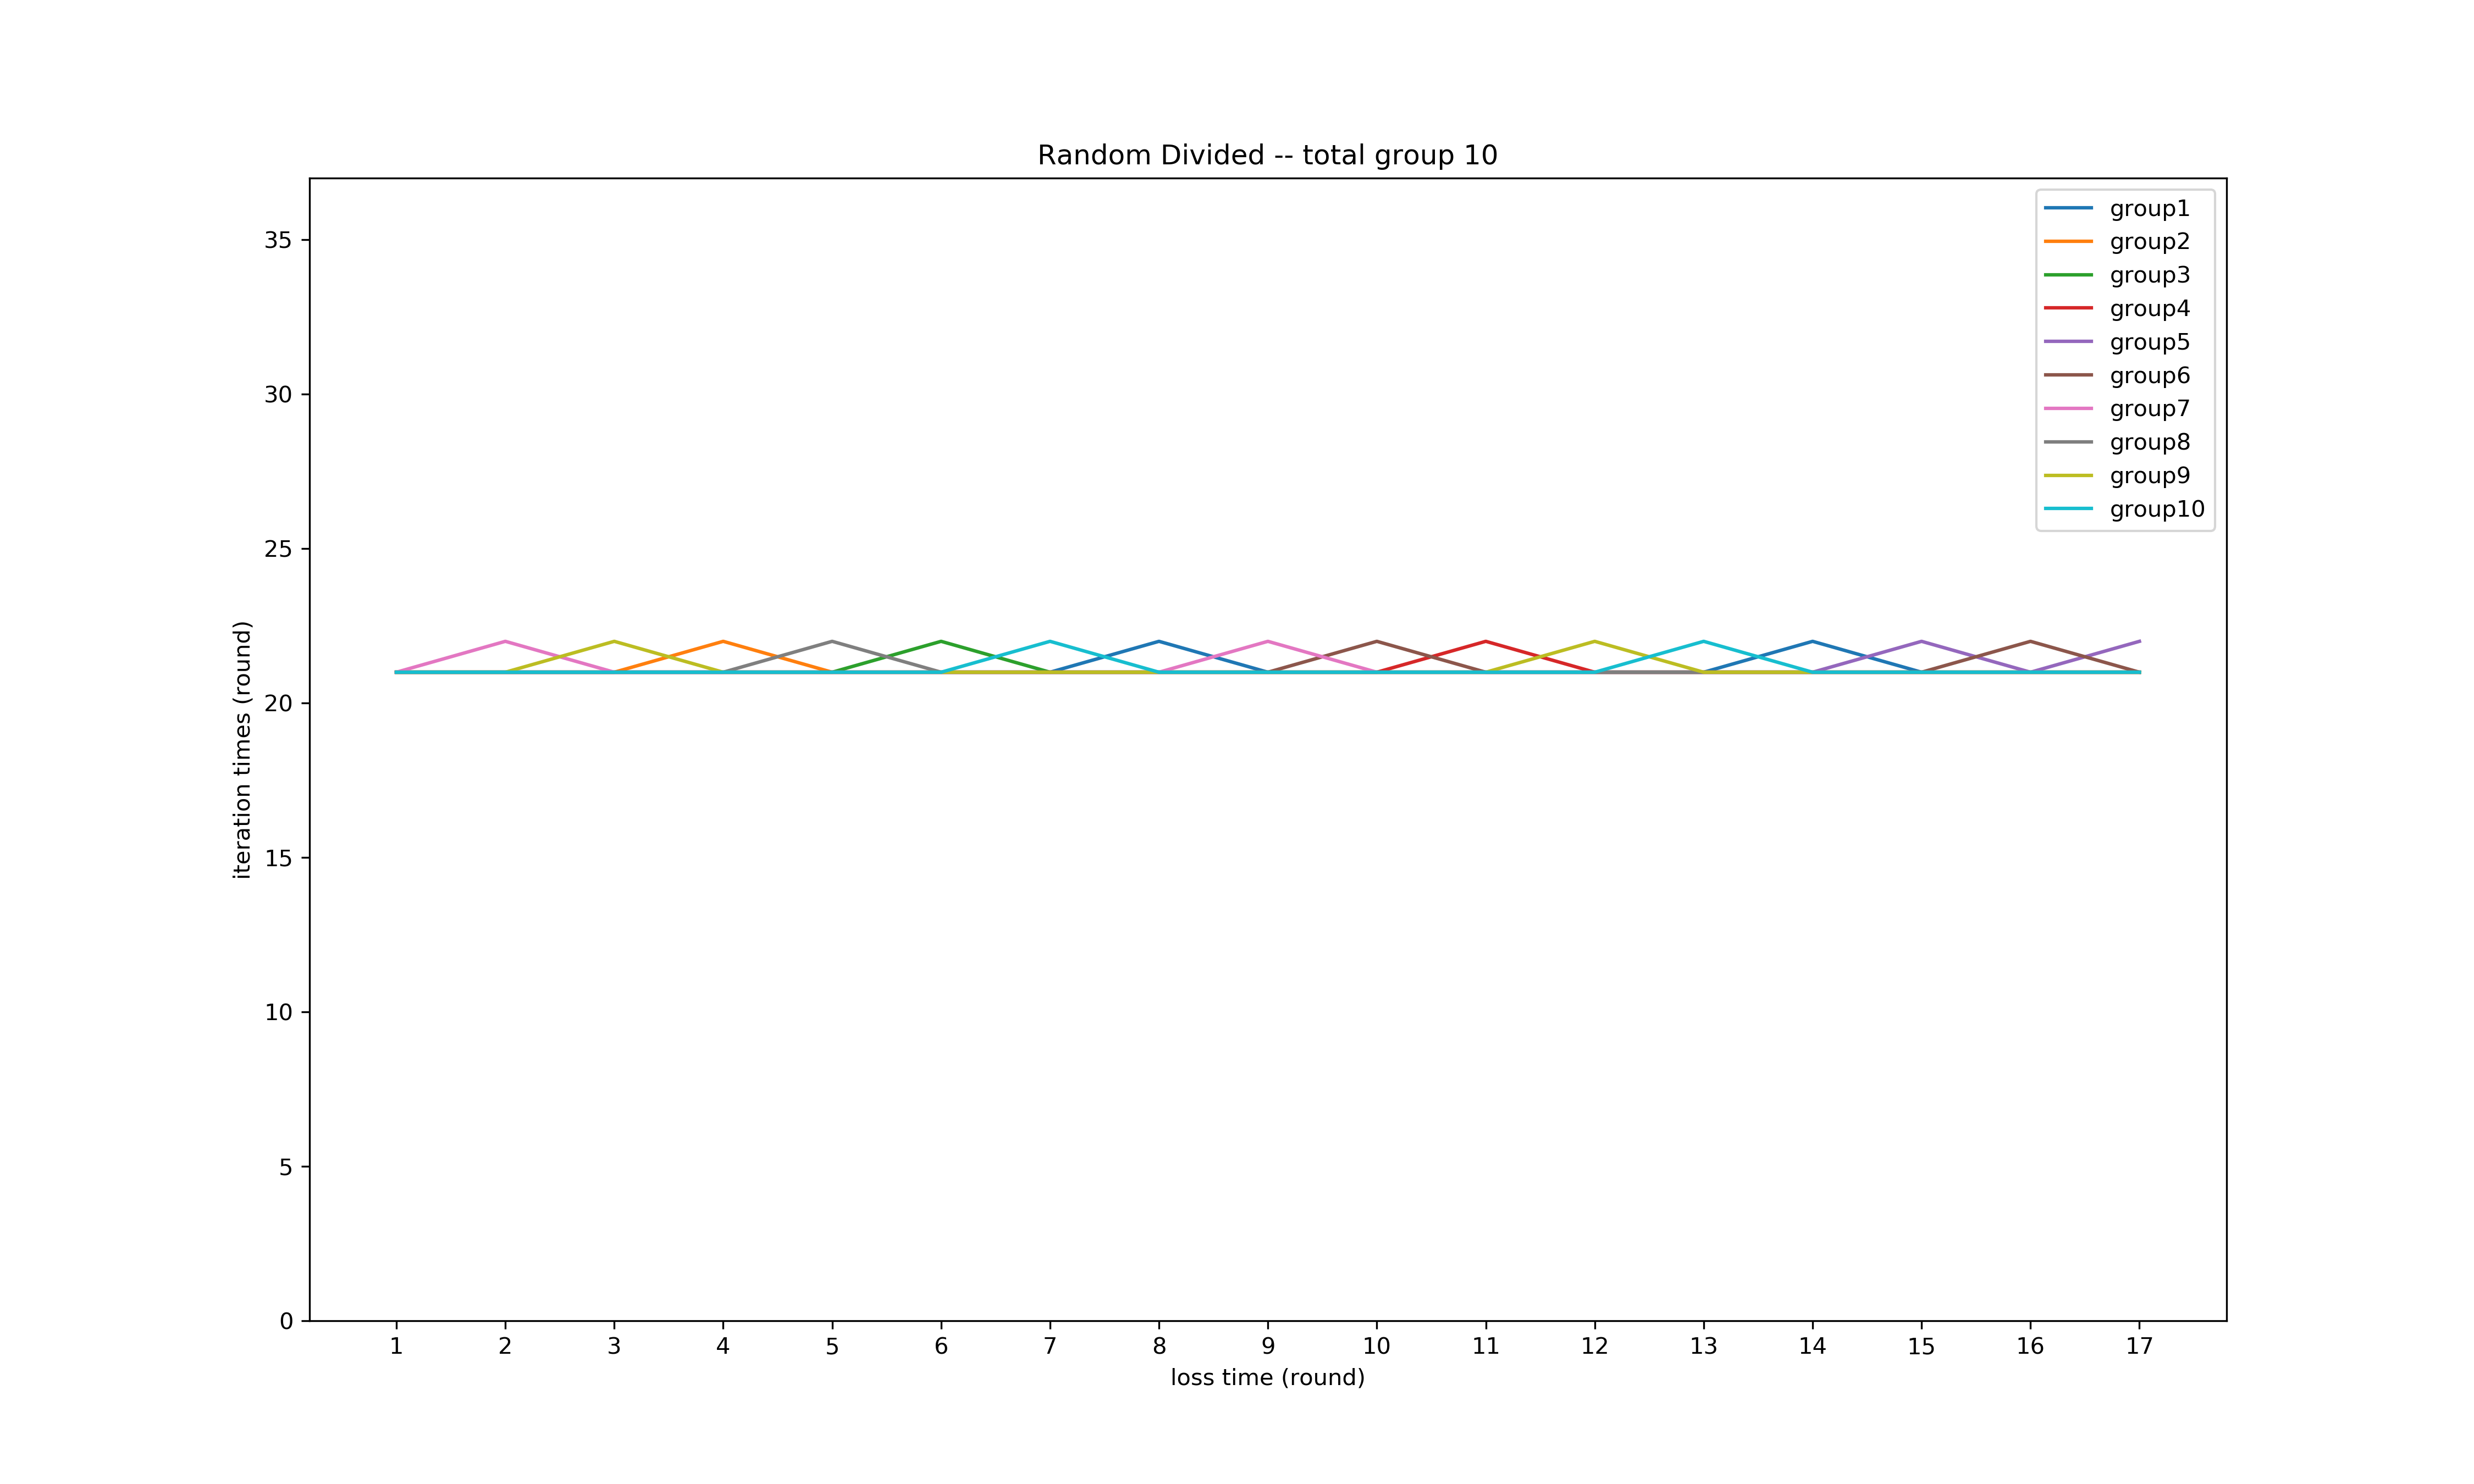 Random Divided -- total group 10
group1
group2
group3
group4
group5
group6
group7
group8
group9
group10
35
30
25
20
15
10
5
0
iteration times (round)
1 2 3 4 5 6 7 8 9 10 11 12 13 14 15 16 17
loss time (round)